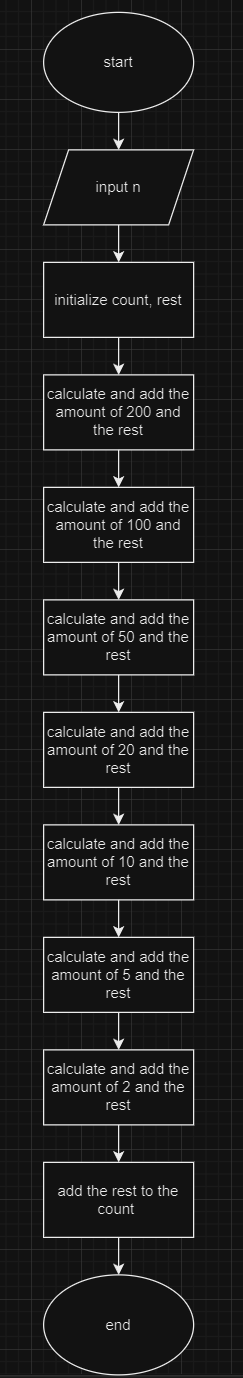 start
input n
initialize count, rest
calculate and add the
amount of 200 and
the rest
calculate and add the
amount of 100 and
the rest
calculate and add the
amount of 50 and the
rest
calculate and add the
amount of 20 and the
rest
calculate and add the
amount of 10 and the
rest
calculate and add the
amount of 5 and the
rest
calculate and add the
amount of 2 and the
rest
add the rest to the
count
end